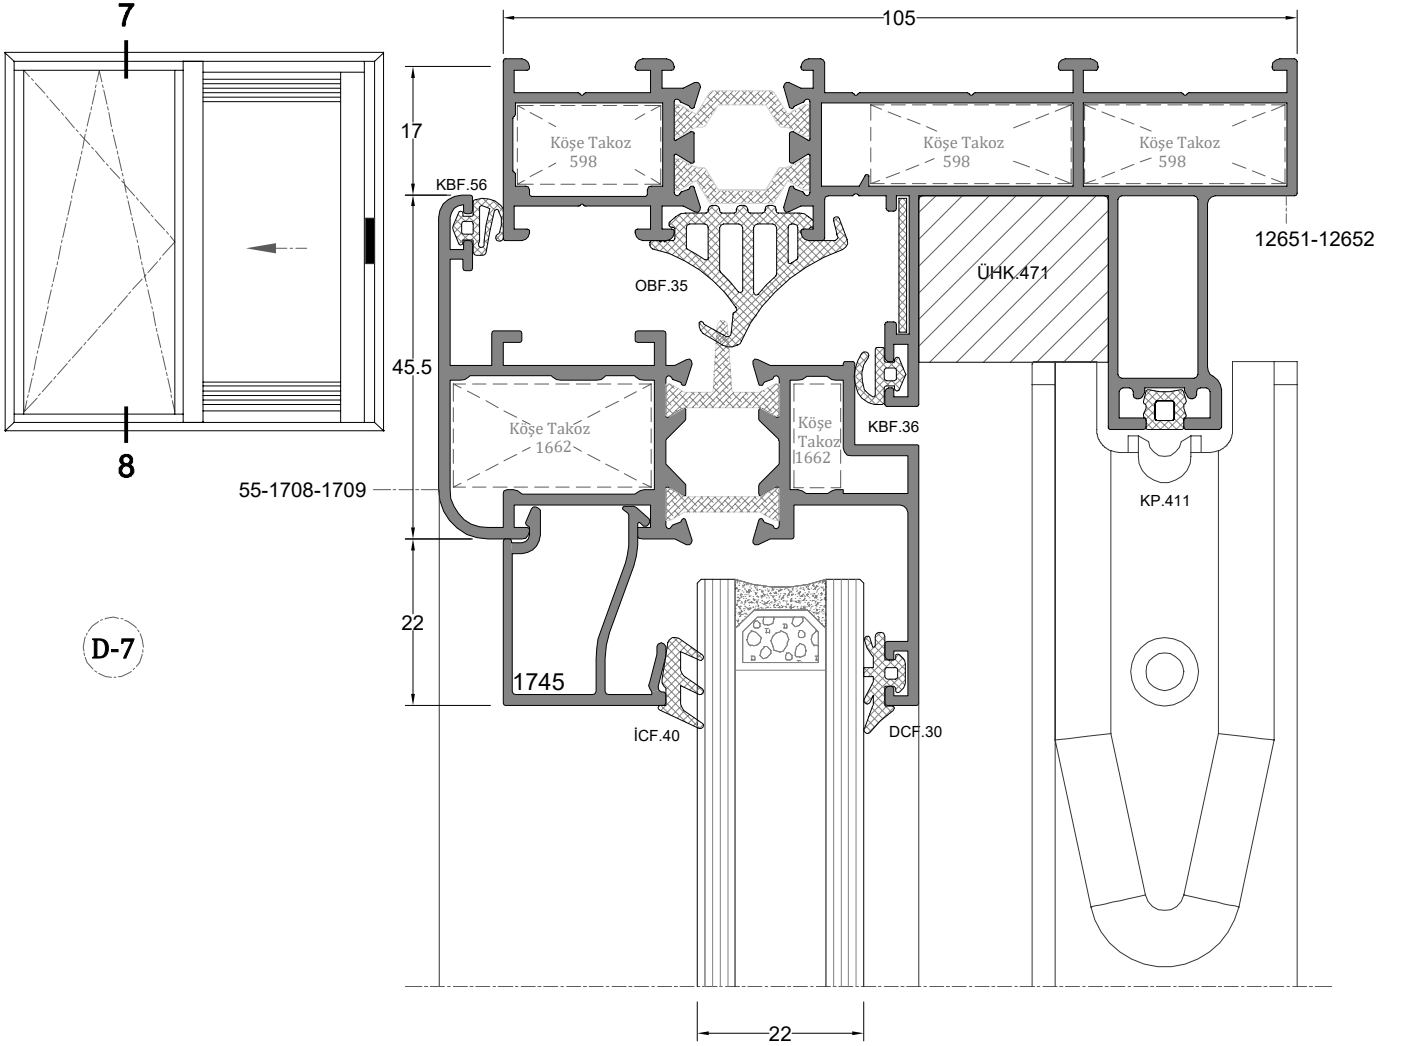 7
105
17
Köşe Takoz
598
Köşe Takoz
598
Köşe Takoz
598
KBF.56
12651-12652
ÜHK.471
OBF.35
45.5
KBF.36
Köşe Takoz
1662
Köşe
Takoz
1662
8
55-1708-1709
KP.411
22
D-7
1745
İCF.40
DCF.30
22